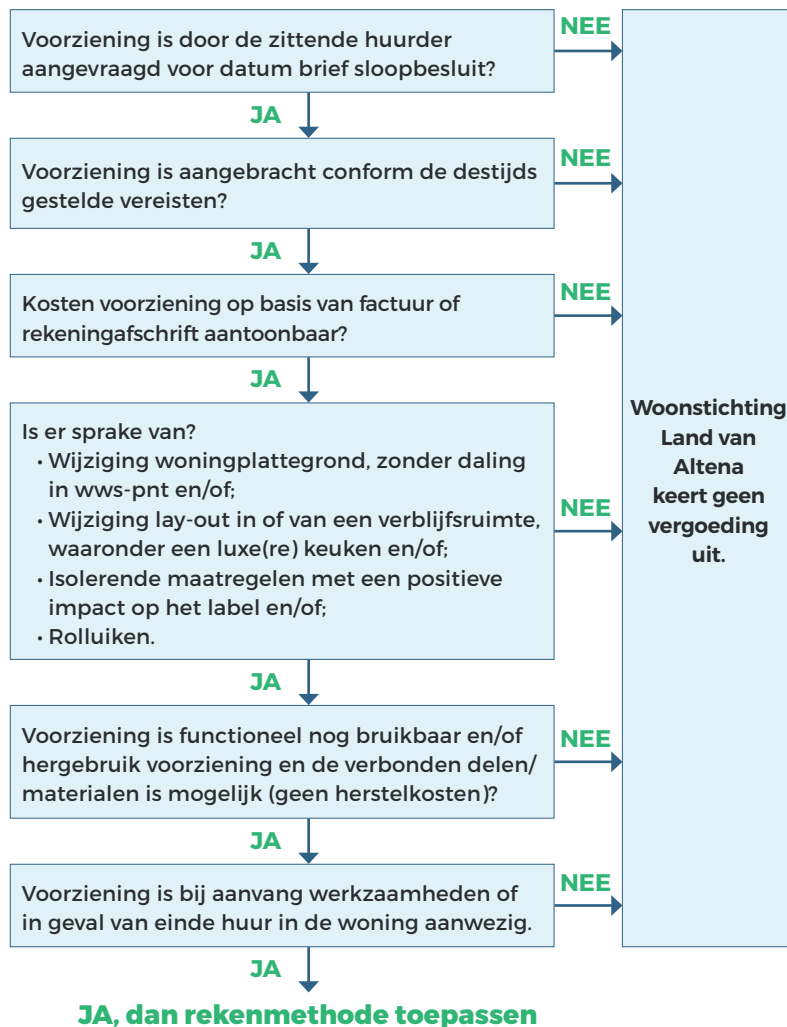 Voorziening is door de zittende huurder
aangevraagd voor datum brief sloopbesluit?
NEE
JA
Voorziening is aangebracht conform de destijds
gestelde vereisten?
NEE
JA
Kosten voorziening op basis van factuur of
rekeningafschrift aantoonbaar?
NEE
JA
Is er sprake van?
• Wijziging woningplattegrond, zonder daling
in wws-pnt en/of;
• Wijziging lay-out in of van een verblijfsruimte,
waaronder een luxe(re) keuken en/of;
• Isolerende maatregelen met een positieve
impact op het label en/of;
• Rolluiken.
NEE
JA
Voorziening is functioneel nog bruikbaar en/of
hergebruik voorziening en de verbonden delen/
materialen is mogelijk (geen herstelkosten)?
NEE
JA
Voorziening is bij aanvang werkzaamheden of
in geval van einde huur in de woning aanwezig.
NEE
JA
JA, dan rekenmethode toepassen
Woonstichting
Land van
Altena
keert geen
vergoeding
uit.